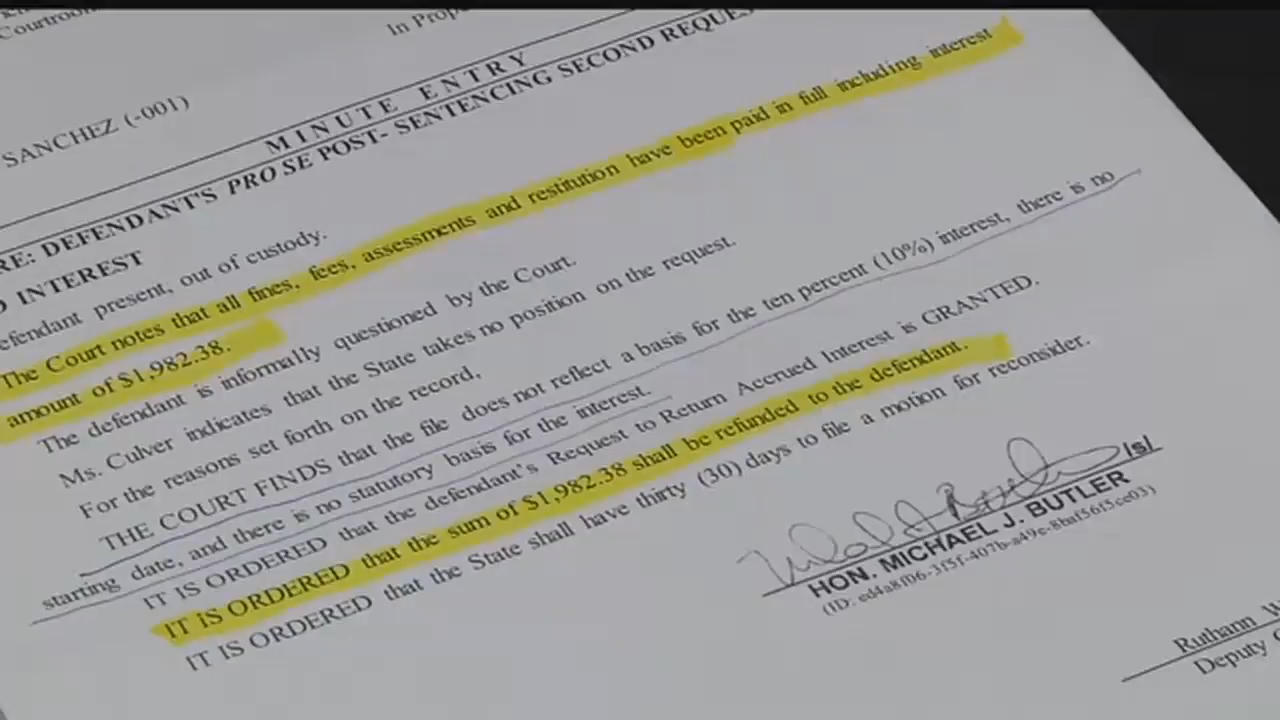 Courtroom
In Prop
SANCHEZ (-001)
MINUTE ENTRY
RE: DEFENDANT'S PRO SE POST- SENTENCING SECOND REQUE
INTEREST
efendant present, out of custody.
The Court notes that all fines, fees, assessments and restitution have been paid in full including interest
amount of $1,982.38.
The defendant is informally questioned by the Court.
Ms. Culver indicates that the State takes no position on the request.
For the reasons set forth on the record,
THE COURT FINDS that the file does not reflect a basis for the ten percent (10%) interest, there is no
starting date, and there is no statutory basis for the interest.
IT IS ORDERED that the defendant's Request to Return Accrued Interest is GRANTED.
IT IS ORDERED that the sum of $1,982.38 shall be refunded to the defendant.
IT IS ORDERED that the State shall have thirty (30) days to file a motion for reconsider.
/s/
HON. MICHAEL J. BUTLER
(ID: ed4a8f06-3f5f-407b-a49e-8baf56f5ce03)
Ruthann W
Deputy C